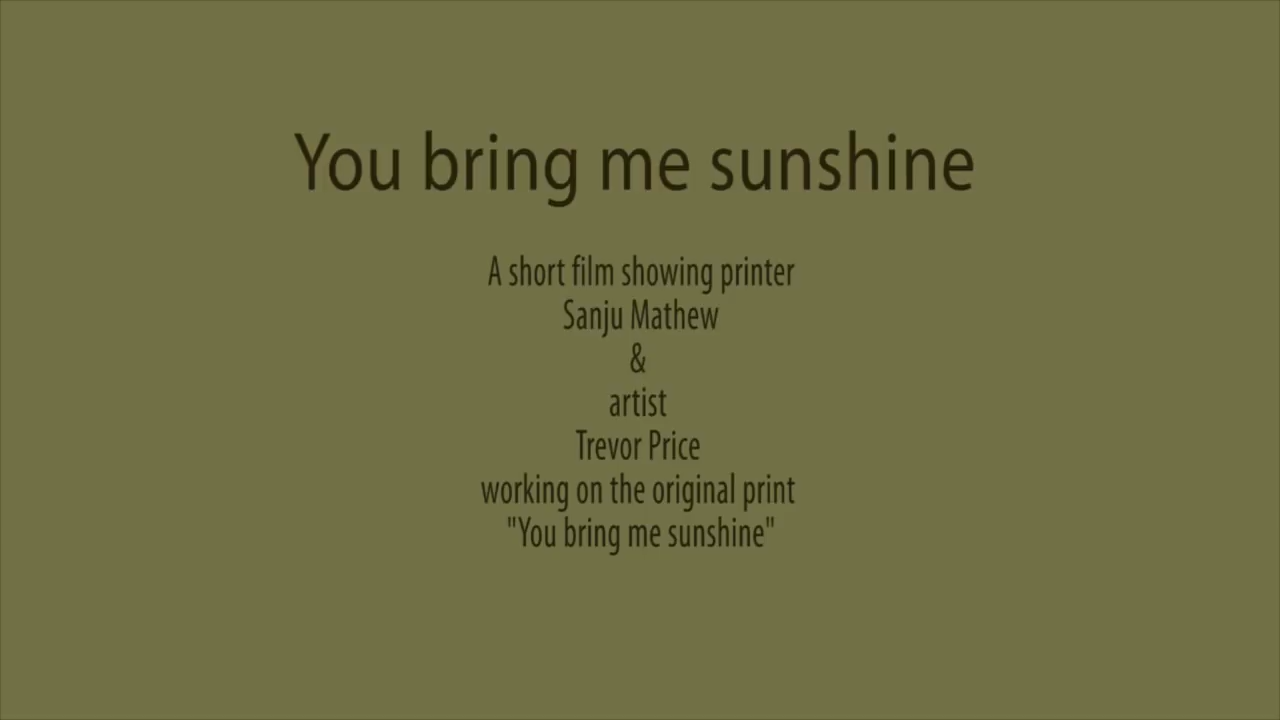 You bring me sunshine
A short film showing printer
Sanju Mathew
&
artist
Trevor Price
working on the original print
"You bring me sunshine"